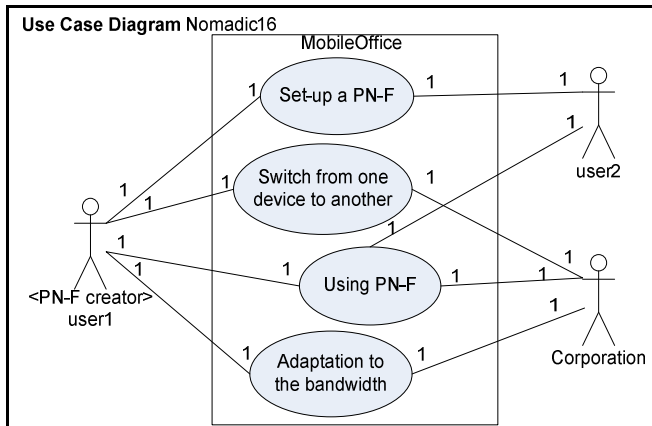 Use Case Diagram Nomadic16
MobileOffice
1
1
1
Set-up a PN-F
1
1
1
1
Switch from one
device to another
1
user2
1
1
1
1
Using PN-F
1
1
1
1
<PN-F creator>
user1
1
Adaptation to
the bandwidth
1
1
Corporation